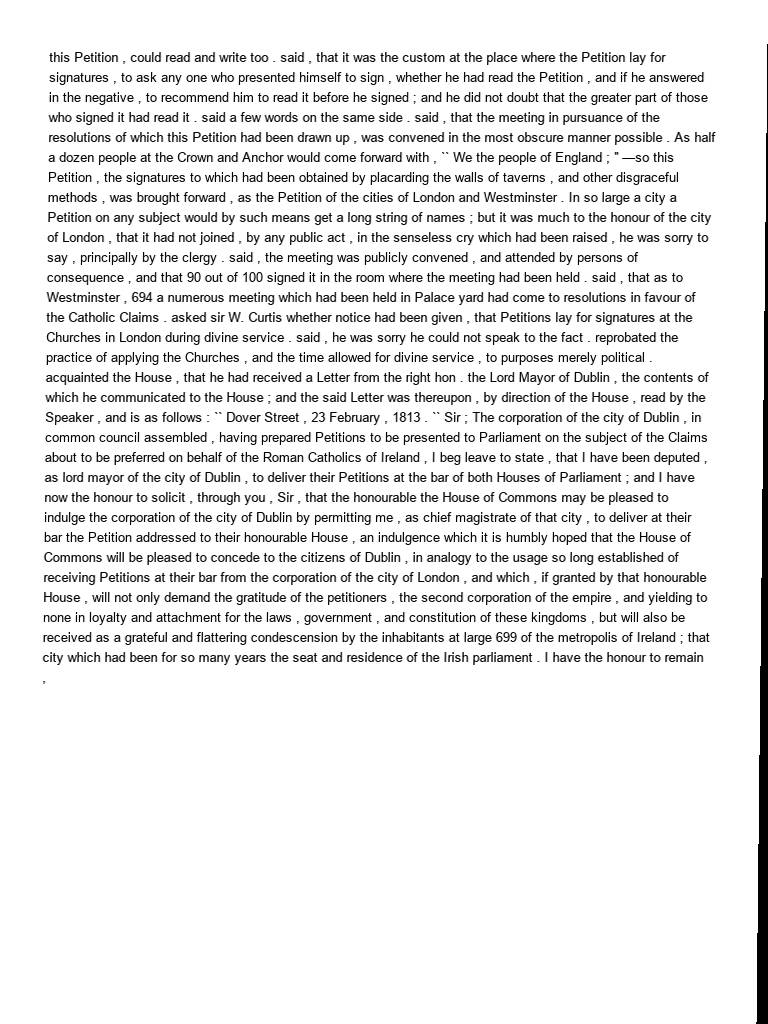 this Petition , could read and write too . said , that it was the custom at the place where the Petition lay for
signatures , to ask any one who presented himself to sign , whether he had read the Petition , and if he answered
in the negative , to recommend him to read it before he signed ; and he did not doubt that the greater part of those
who signed it had read it . said a few words on the same side . said , that the meeting in pursuance of the
resolutions of which this Petition had been drawn up , was convened in the most obscure manner possible . As half
a dozen people at the Crown and Anchor would come forward with , `` We the people of England ; '' —so this
Petition , the signatures to which had been obtained by placarding the walls of taverns , and other disgraceful
methods , was brought forward , as the Petition of the cities of London and Westminster . In so large a city a
Petition on any subject would by such means get a long string of names ; but it was much to the honour of the city
of London , that it had not joined , by any public act , in the senseless cry which had been raised , he was sorry to
say , principally by the clergy . said , the meeting was publicly convened , and attended by persons of
consequence , and that 90 out of 100 signed it in the room where the meeting had been held . said , that as to
Westminster , 694 a numerous meeting which had been held in Palace yard had come to resolutions in favour of
the Catholic Claims . asked sir W. Curtis whether notice had been given , that Petitions lay for signatures at the
Churches in London during divine service . said , he was sorry he could not speak to the fact . reprobated the
practice of applying the Churches , and the time allowed for divine service , to purposes merely political .
acquainted the House , that he had received a Letter from the right hon . the Lord Mayor of Dublin , the contents of
which he communicated to the House ; and the said Letter was thereupon , by direction of the House , read by the
Speaker , and is as follows : `` Dover Street , 23 February , 1813 . `` Sir ; The corporation of the city of Dublin , in
common council assembled , having prepared Petitions to be presented to Parliament on the subject of the Claims
about to be preferred on behalf of the Roman Catholics of Ireland , I beg leave to state , that I have been deputed ,
as lord mayor of the city of Dublin , to deliver their Petitions at the bar of both Houses of Parliament ; and I have
now the honour to solicit , through you , Sir , that the honourable the House of Commons may be pleased to
indulge the corporation of the city of Dublin by permitting me , as chief magistrate of that city , to deliver at their
bar the Petition addressed to their honourable House , an indulgence which it is humbly hoped that the House of
Commons will be pleased to concede to the citizens of Dublin , in analogy to the usage so long established of
receiving Petitions at their bar from the corporation of the city of London , and which , if granted by that honourable
House , will not only demand the gratitude of the petitioners , the second corporation of the empire , and yielding to
none in loyalty and attachment for the laws , government , and constitution of these kingdoms , but will also be
received as a grateful and flattering condescension by the inhabitants at large 699 of the metropolis of Ireland ; that
city which had been for so many years the seat and residence of the Irish parliament . I have the honour to remain
,